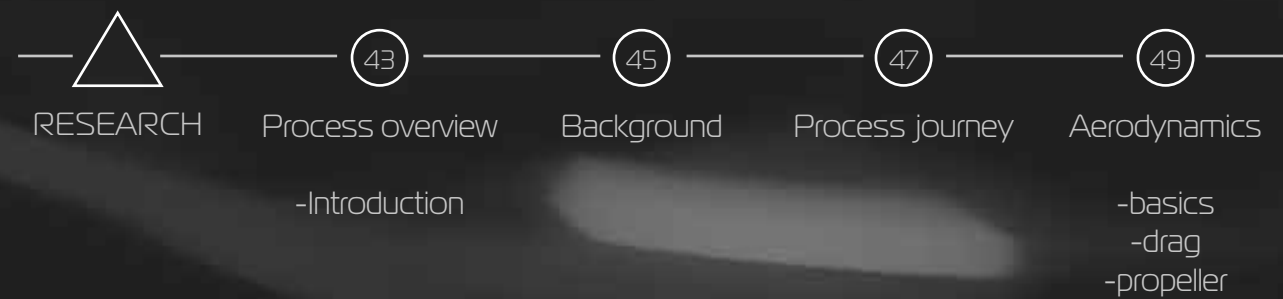 43
45
47
49
RESEARCH
Process overview
Background
Process journey
Aerodynamics
-Introduction
-basics
-drag
-propeller